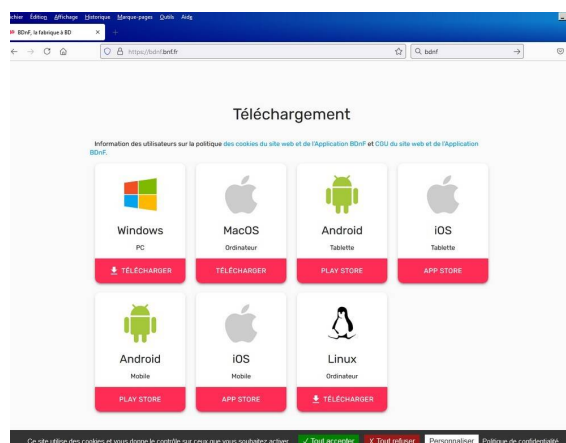 ichier Édition Affichage Historique Marque-pages Outils Aide
BDnF, la fabrique à BD
https://bdnf.bnf.fr
bdnf
Téléchargement
Information des utilisateurs sur la politique des cookies du site web et de l'Application BDnF et CGU du site web et de l'Application
BDnF.
Windows
PC
TÉLÉCHARGER
MacOS
Ordinateur
TÉLÉCHARGER
Android
Tablette
PLAY STORE
iOS
Tablette
APP STORE
Android
Mobile
PLAY STORE
iOS
Mobile
APP STORE
Linux
Ordinateur
TÉLÉCHARGER
Ce site utilise des cookies et vous donne le contrôle sur ceux que vous souhaitez activer
✓ Tout accepter
✗ Tout refuser
Personnaliser
Politique de confidentialité